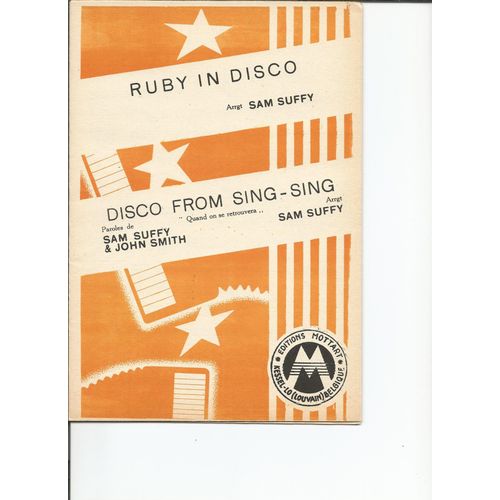 RUBY IN DISCO
Arrgt SAM SUFFY
DISCO FROM SING-SING
" Quand on se retrouvera "
Paroles de
SAM SUFFY
& JOHN SMITH
Arrgt
SAM SUFFY
EDITIONS MOTTART
M
KESSEL-LO (LOUVAIN) BELGIQUE